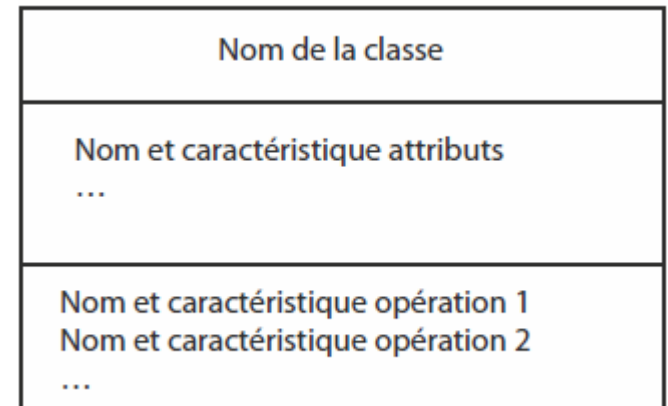 Nom de la classe
Nom et caractéristique attributs
…
Nom et caractéristique opération 1
Nom et caractéristique opération 2
…